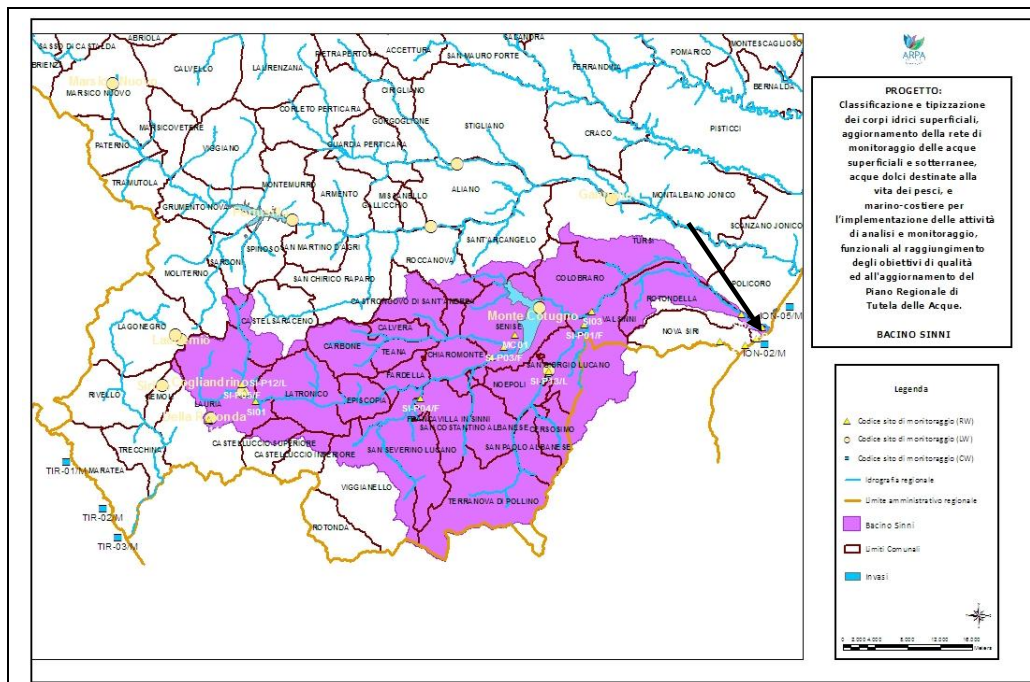 ABRIOLA
SASSO DI CASTALDA
CALVELLO
LAURENZANA
PIETRAPERTOSA
ACCETTURA
SAN MAURO FORTE
FERRANDINA
POMARICO
MONTESCAGLIOSO
BERNALDA
MARSICO NUOVO
CIRIGLIANO
CORLETO PERTICARA
GORGOGLIONE
STIGLIANO
CRACO
PISTICCI
MARSICOVETERE
VIGGIANO
GUARDIA PERTICARA
PATERNO
TRAMUTOLA
MONTEMURRO
ARMENTO
MISSANELLO
GALLICCHIO
ALIANO
MONTALBANO JONICO
GRUMENTO NOVA
SCANZANO JONICO
SPINOSO
SAN MARTINO D'AGRI
SANT'ARCANGELO
TURSI
SARCONI
ROCCANOVA
MOLITERNO
SAN CHIRICO RAPARO
COLOBRARO
POLICORO
CASTRONUOVO DI SANT'ANDREA
ROTONDELLA
CASTELSARACENO
Monte Cotugno
ION-05/M
LAGONEGRO
CALVERA
SENISE
SI03
VALSINNI
NOVA SIRI
CARBONE
SI-P01/F
TEANA
MC01
SI-P03/F
ION-02/M
CHIAROMONTE
SAN GIORGIO LUCANO
FARDELLA
SI-P13/L
Cogliandrino
SI-P12/L
NOEPOLI
RIVELLO
NEMOLI
LAURIA
SI01
LATRONICO
EPISCOPIA
SI-P04/F
FRANCAVILLA IN SINNI
SAN COSTANTINO ALBANESE
CERSOSIMO
TRECCHINA
CASTELLUCCIO SUPERIORE
CASTELLUCCIO INFERIORE
SAN SEVERINO LUCANO
SAN PAOLO ALBANESE
TIR-01/M
MARATEA
VIGGIANELLO
TERRANOVA DI POLLINO
TIR-02/M
ROTONDA
TIR-03/M
ARPA
PROGETTO:
Classificazione e tipizzazione
dei corpi idrici superficiali,
aggiornamento della rete di
monitoraggio delle acque
superficiali e sotterranee,
acque dolci destinate alla
vita dei pesci, e
marino-costiere per
l'implementazione delle attività
di analisi e monitoraggio,
funzionali al raggiungimento
degli obiettivi di qualità
ed all'aggiornamento del
Piano Regionale di
Tutela delle Acque.
BACINO SINNI
Legenda
Codice sito di monitoraggio (RW)
Codice sito di monitoraggio (LW)
Codice sito di monitoraggio (CW)
Idrografia regionale
Limite amministrativo regionale
Bacino Sinni
Limiti Comunali
Invasi
Meters